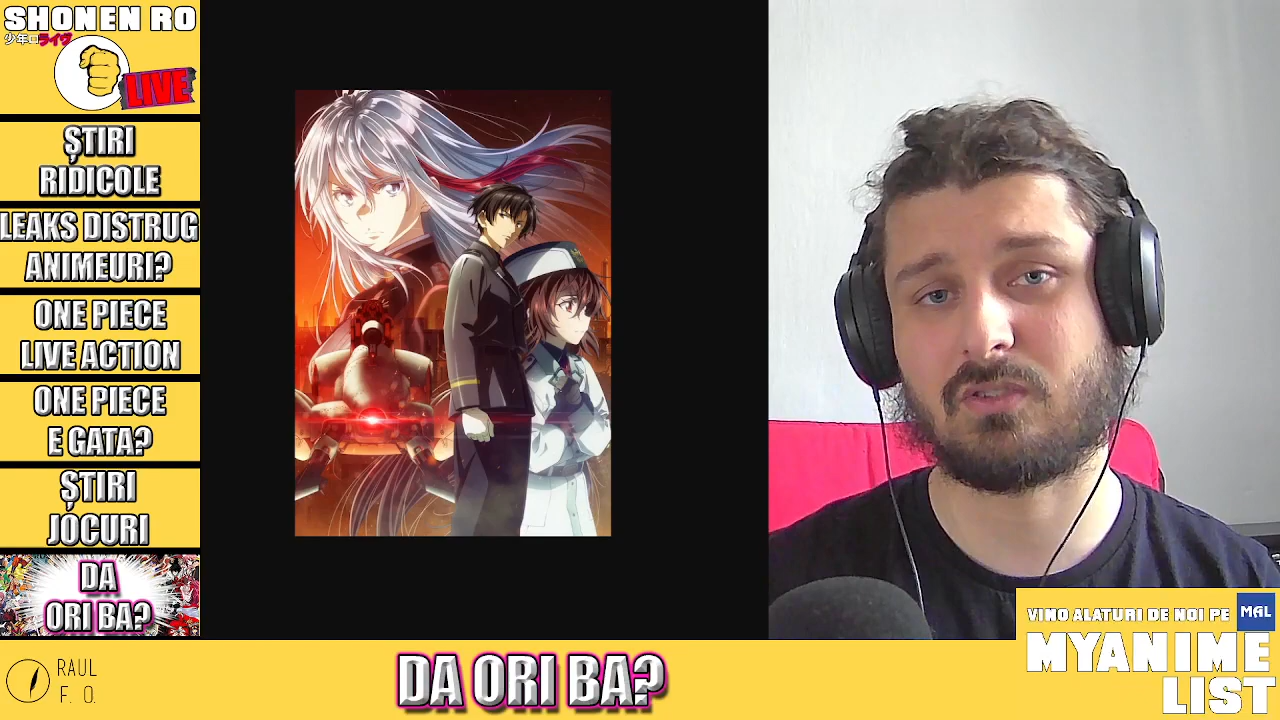 SHONEN RO
少年ロライヴ
LIVE
ȘTIRI
RIDICOLE
LEAKS DISTRUG
ANIMEURI?
ONE PIECE
LIVE ACTION
ONE PIECE
E GATA?
ȘTIRI
JOCURI
DA
ORI BA?
RAUL
F. O.
DA ORI BA?
VINO ALATURI DE NOI PE
MAL
MYANIME
LIST